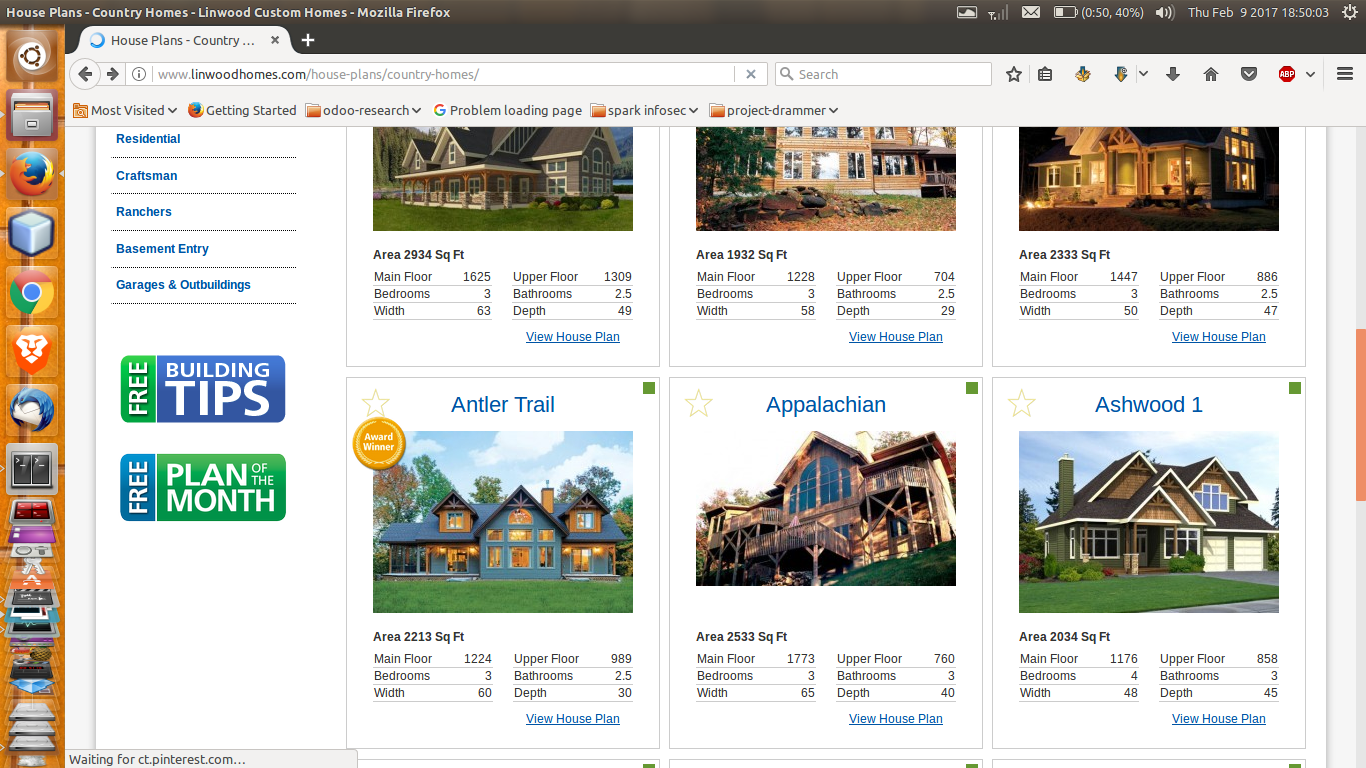 House Plans - Country Homes - Linwood Custom Homes - Mozilla Firefox
(0:50, 40%)
Thu Feb 9 2017 18:50:03
House Plans - Country ...
www.linwoodhomes.com/house-plans/country-homes/
Search
ABP
Most Visited
Getting Started
odoo-research
Problem loading page
spark infosec
project-drammer
Residential
Craftsman
Ranchers
Basement Entry
Garages & Outbuildings
FREE BUILDING TIPS
FREE PLAN OF THE MONTH
Area 2934 Sq Ft
Main Floor 1625 Upper Floor 1309
Bedrooms 3 Bathrooms 2.5
Width 63 Depth 49
View House Plan
Area 1932 Sq Ft
Main Floor 1228 Upper Floor 704
Bedrooms 3 Bathrooms 2.5
Width 58 Depth 29
View House Plan
Area 2333 Sq Ft
Main Floor 1447 Upper Floor 886
Bedrooms 3 Bathrooms 2.5
Width 50 Depth 47
View House Plan
Antler Trail
Award
Winner
Area 2213 Sq Ft
Main Floor 1224 Upper Floor 989
Bedrooms 3 Bathrooms 2.5
Width 60 Depth 30
View House Plan
Appalachian
Area 2533 Sq Ft
Main Floor 1773 Upper Floor 760
Bedrooms 3 Bathrooms 3
Width 65 Depth 40
View House Plan
Ashwood 1
Area 2034 Sq Ft
Main Floor 1176 Upper Floor 858
Bedrooms 4 Bathrooms 3
Width 48 Depth 45
View House Plan
Waiting for ct.pinterest.com...